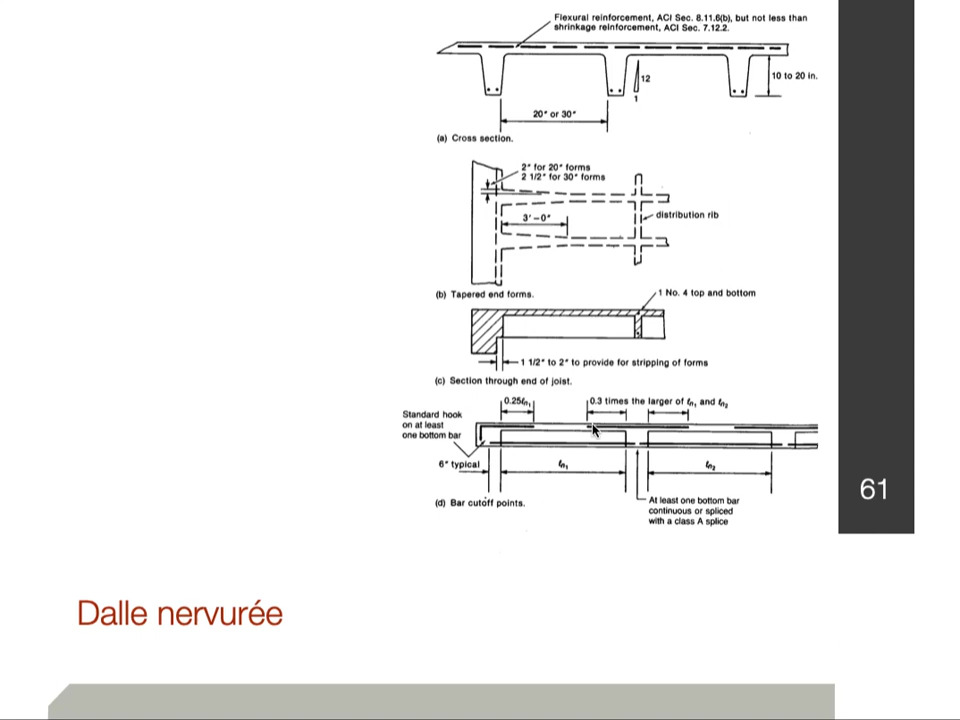 Flexural reinforcement, ACI Sec. 8.11.6(b), but not less than
shrinkage reinforcement, ACI Sec. 7.12.2.
12
1
10 to 20 in.
20" or 30"
(a) Cross section.
2" for 20" forms
2 1/2" for 30" forms
distribution rib
3'–0"
(b) Tapered end forms.
1 No. 4 top and bottom
1 1/2" to 2" to provide for stripping of forms
(c) Section through end of joist.
0.25ℓn₁
0.3 times the larger of ℓn₁ and ℓn₂
Standard hook
on at least
one bottom bar
6" typical
ℓn₁
ℓn₂
(d) Bar cutoff points.
At least one bottom bar
continuous or spliced
with a class A splice
61
Dalle nervurée